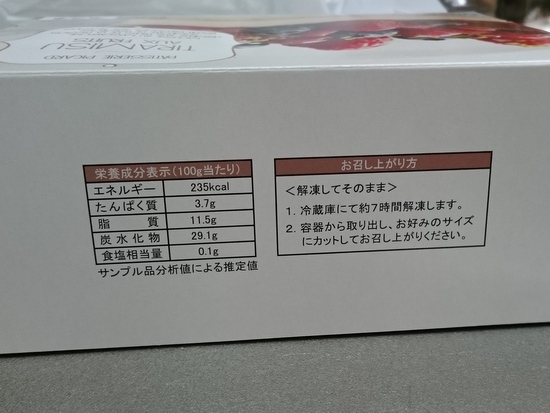 PATISSERIE PICARD
TIRAMISU
AUX FRUITS
栄養成分表示(100g当たり)
エネルギー 235kcal
たんぱく質 3.7g
脂質 11.5g
炭水化物 29.1g
食塩相当量 0.1g
サンプル品分析値による推定値
お召し上がり方
<解凍してそのまま>
1. 冷蔵庫にて約7時間解凍します。
2. 容器から取り出し、お好みのサイズ
にカットしてお召し上がりください。